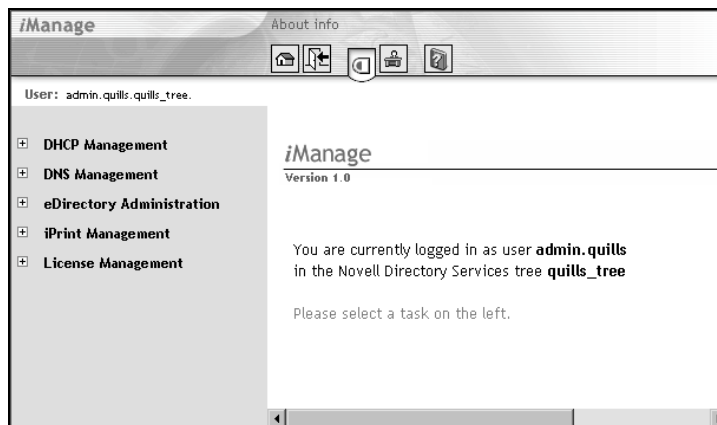 iManage
About info
User: admin.quills.quills_tree.
DHCP Management
DNS Management
eDirectory Administration
iPrint Management
License Management
iManage
Version 1.0
You are currently logged in as user admin.quills
in the Novell Directory Services tree quills_tree
Please select a task on the left.